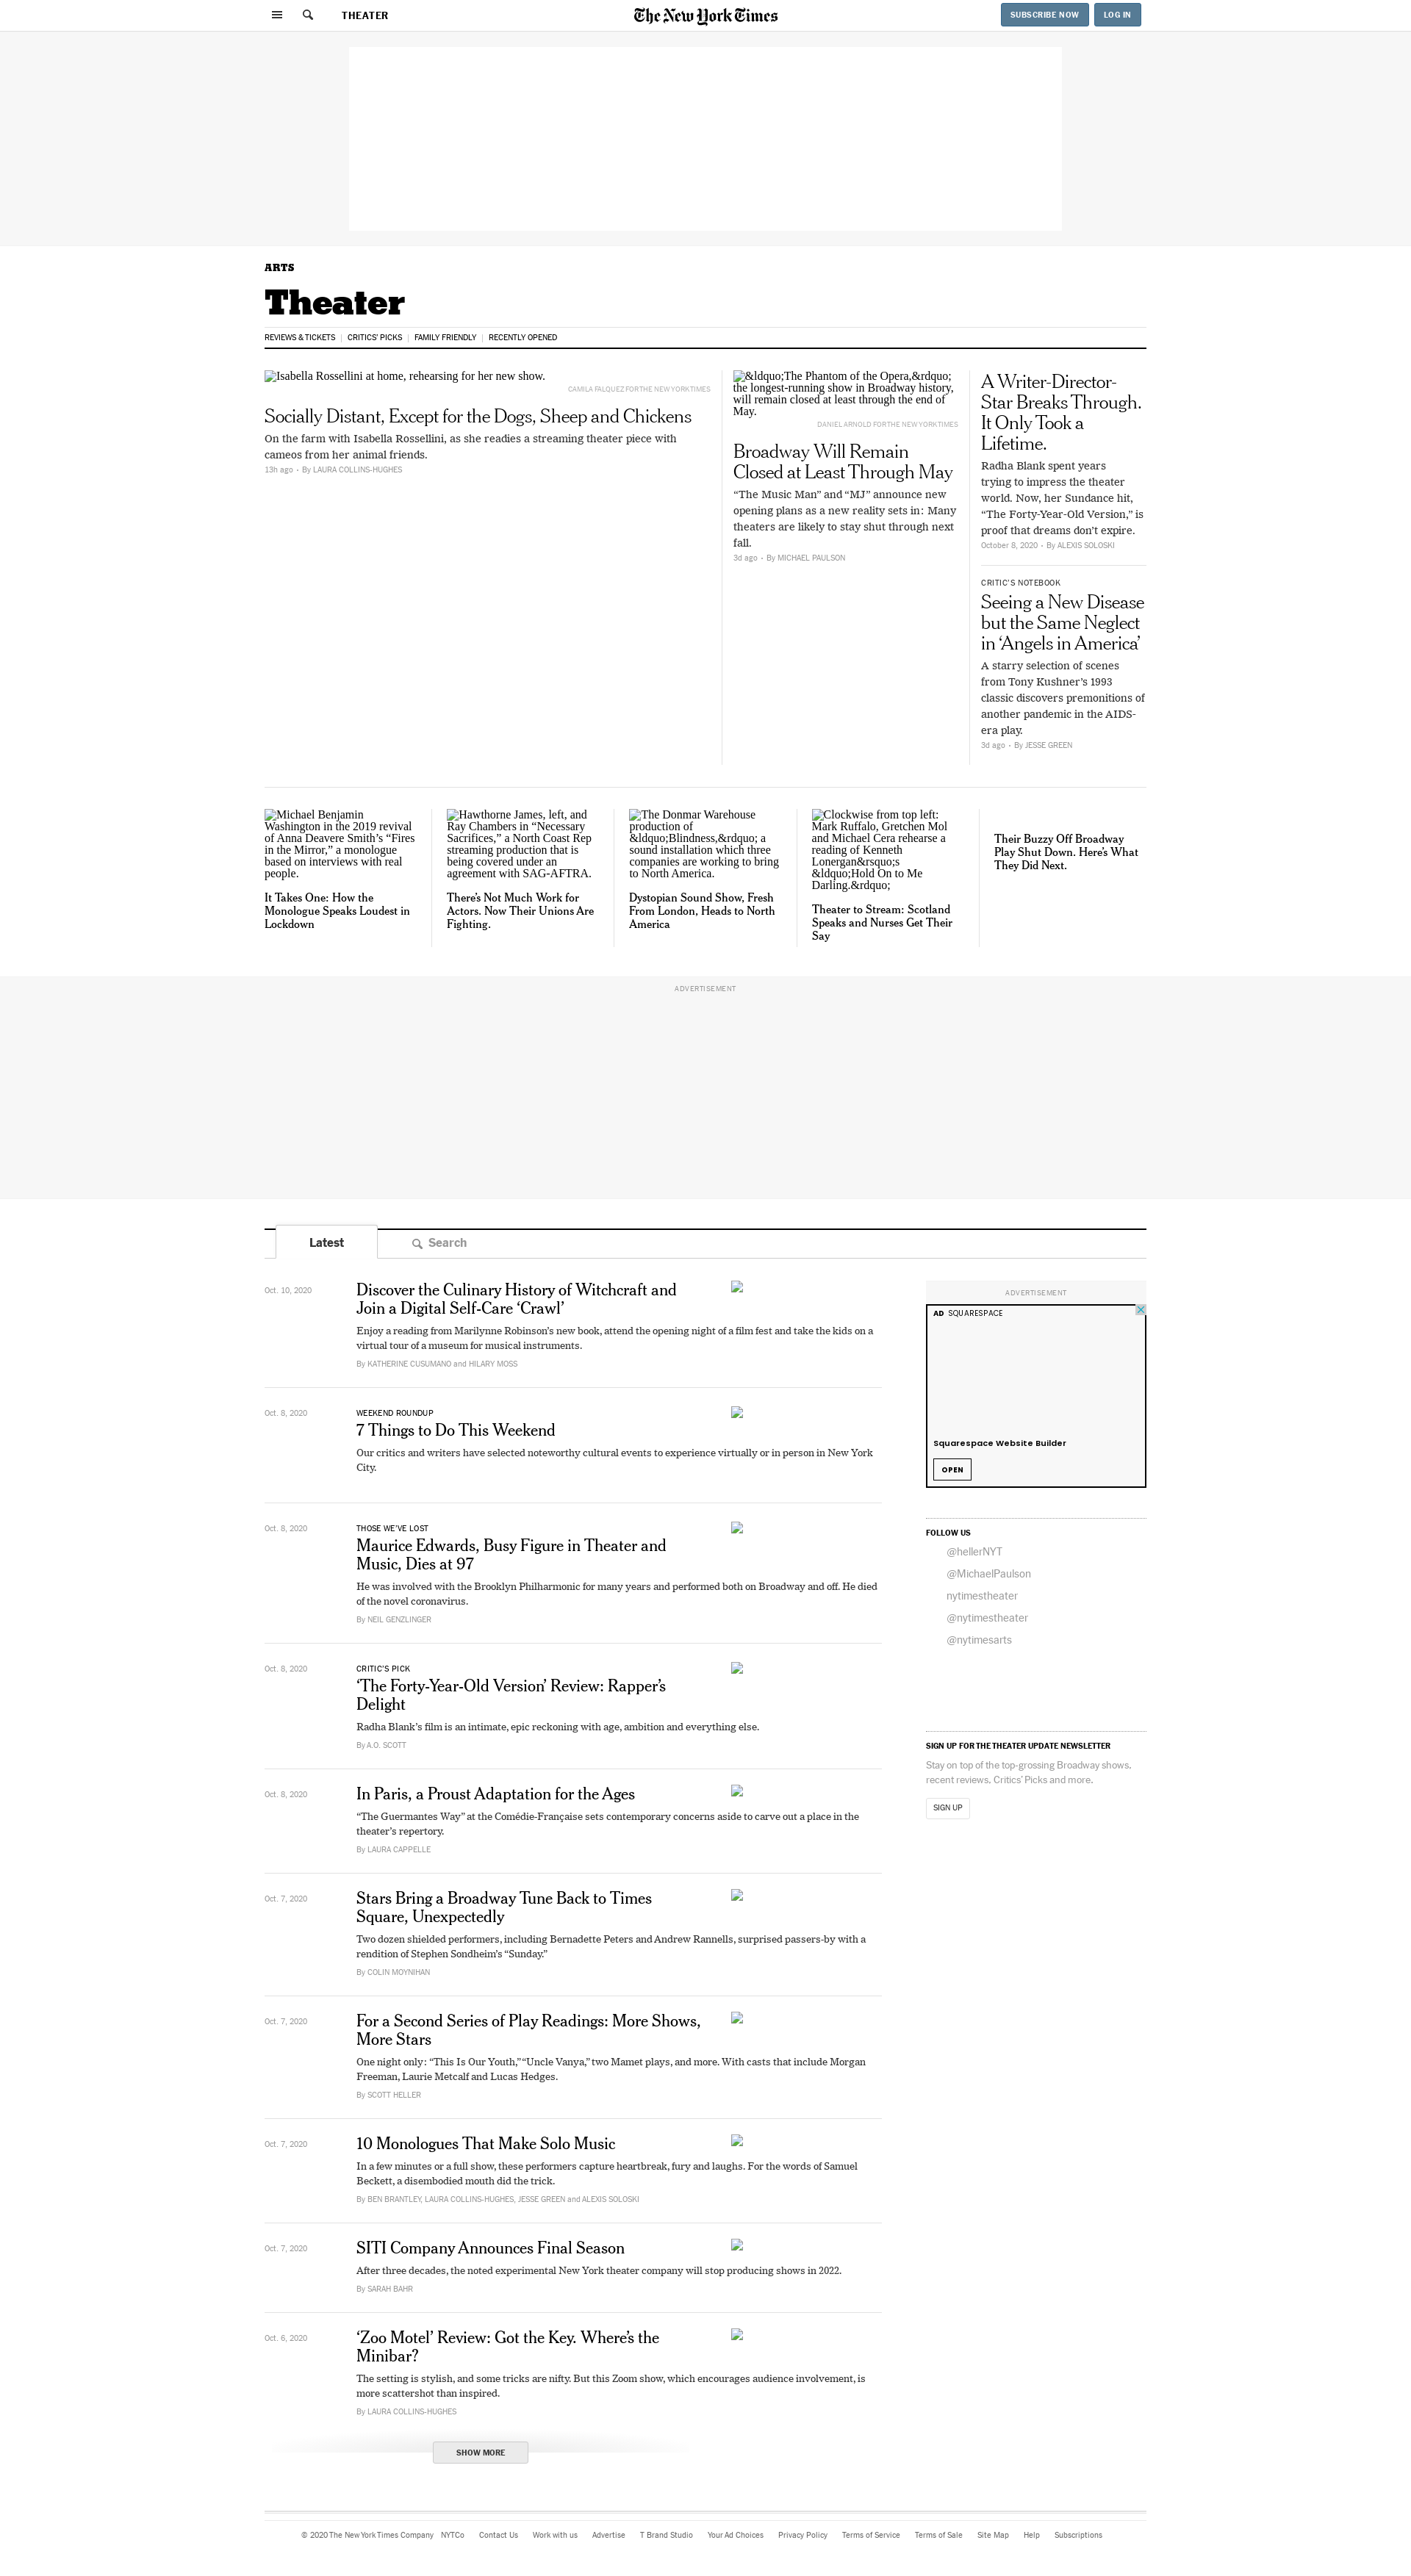 THEATER
The New York Times
SUBSCRIBE NOW
LOG IN
ARTS
Theater
REVIEWS & TICKETS
CRITICS' PICKS
FAMILY FRIENDLY
RECENTLY OPENED
Isabella Rossellini at home, rehearsing for her new show.
CAMILA FALQUEZ FOR THE NEW YORK TIMES
Socially Distant, Except for the Dogs, Sheep and Chickens
On the farm with Isabella Rossellini, as she readies a streaming theater piece with
cameos from her animal friends.
13h ago • By LAURA COLLINS-HUGHES
&ldquo;The Phantom of the Opera,&rdquo;
the longest-running show in Broadway history,
will remain closed at least through the end of
May.
DANIEL ARNOLD FOR THE NEW YORK TIMES
Broadway Will Remain
Closed at Least Through May
“The Music Man” and “MJ” announce new
opening plans as a new reality sets in: Many
theaters are likely to stay shut through next
fall.
3d ago • By MICHAEL PAULSON
A Writer-Director-
Star Breaks Through.
It Only Took a
Lifetime.
Radha Blank spent years
trying to impress the theater
world. Now, her Sundance hit,
“The Forty-Year-Old Version,” is
proof that dreams don’t expire.
October 8, 2020 • By ALEXIS SOLOSKI
CRITIC'S NOTEBOOK
Seeing a New Disease
but the Same Neglect
in ‘Angels in America’
A starry selection of scenes
from Tony Kushner’s 1993
classic discovers premonitions of
another pandemic in the AIDS-
era play.
3d ago • By JESSE GREEN
Michael Benjamin
Washington in the 2019 revival
of Anna Deavere Smith’s “Fires
in the Mirror,” a monologue
based on interviews with real
people.
It Takes One: How the
Monologue Speaks Loudest in
Lockdown
Hawthorne James, left, and
Ray Chambers in “Necessary
Sacrifices,” a North Coast Rep
streaming production that is
being covered under an
agreement with SAG-AFTRA.
There’s Not Much Work for
Actors. Now Their Unions Are
Fighting.
The Donmar Warehouse
production of
&ldquo;Blindness,&rdquo; a
sound installation which three
companies are working to bring
to North America.
Dystopian Sound Show, Fresh
From London, Heads to North
America
Clockwise from top left:
Mark Ruffalo, Gretchen Mol
and Michael Cera rehearse a
reading of Kenneth
Lonergan&rsquo;s
&ldquo;Hold On to Me
Darling.&rdquo;
Theater to Stream: Scotland
Speaks and Nurses Get Their
Say
Their Buzzy Off Broadway
Play Shut Down. Here’s What
They Did Next.
ADVERTISEMENT
Latest
Search
Oct. 10, 2020
Discover the Culinary History of Witchcraft and
Join a Digital Self-Care ‘Crawl’
Enjoy a reading from Marilynne Robinson’s new book, attend the opening night of a film fest and take the kids on a
virtual tour of a museum for musical instruments.
By KATHERINE CUSUMANO and HILARY MOSS
Oct. 8, 2020
WEEKEND ROUNDUP
7 Things to Do This Weekend
Our critics and writers have selected noteworthy cultural events to experience virtually or in person in New York
City.
Oct. 8, 2020
THOSE WE'VE LOST
Maurice Edwards, Busy Figure in Theater and
Music, Dies at 97
He was involved with the Brooklyn Philharmonic for many years and performed both on Broadway and off. He died
of the novel coronavirus.
By NEIL GENZLINGER
Oct. 8, 2020
CRITIC'S PICK
‘The Forty-Year-Old Version’ Review: Rapper’s
Delight
Radha Blank’s film is an intimate, epic reckoning with age, ambition and everything else.
By A.O. SCOTT
Oct. 8, 2020
In Paris, a Proust Adaptation for the Ages
“The Guermantes Way” at the Comédie-Française sets contemporary concerns aside to carve out a place in the
theater’s repertory.
By LAURA CAPPELLE
Oct. 7, 2020
Stars Bring a Broadway Tune Back to Times
Square, Unexpectedly
Two dozen shielded performers, including Bernadette Peters and Andrew Rannells, surprised passers-by with a
rendition of Stephen Sondheim’s “Sunday.”
By COLIN MOYNIHAN
Oct. 7, 2020
For a Second Series of Play Readings: More Shows,
More Stars
One night only: “This Is Our Youth,” “Uncle Vanya,” two Mamet plays, and more. With casts that include Morgan
Freeman, Laurie Metcalf and Lucas Hedges.
By SCOTT HELLER
Oct. 7, 2020
10 Monologues That Make Solo Music
In a few minutes or a full show, these performers capture heartbreak, fury and laughs. For the words of Samuel
Beckett, a disembodied mouth did the trick.
By BEN BRANTLEY, LAURA COLLINS-HUGHES, JESSE GREEN and ALEXIS SOLOSKI
Oct. 7, 2020
SITI Company Announces Final Season
After three decades, the noted experimental New York theater company will stop producing shows in 2022.
By SARAH BAHR
Oct. 6, 2020
‘Zoo Motel’ Review: Got the Key. Where’s the
Minibar?
The setting is stylish, and some tricks are nifty. But this Zoom show, which encourages audience involvement, is
more scattershot than inspired.
By LAURA COLLINS-HUGHES
SHOW MORE
ADVERTISEMENT
AD SQUARESPACE
Squarespace Website Builder
OPEN
FOLLOW US
@hellerNYT
@MichaelPaulson
nytimestheater
@nytimestheater
@nytimesarts
SIGN UP FOR THE THEATER UPDATE NEWSLETTER
Stay on top of the top-grossing Broadway shows,
recent reviews, Critics’ Picks and more.
SIGN UP
© 2020 The New York Times Company
NYTCo
Contact Us
Work with us
Advertise
T Brand Studio
Your Ad Choices
Privacy Policy
Terms of Service
Terms of Sale
Site Map
Help
Subscriptions